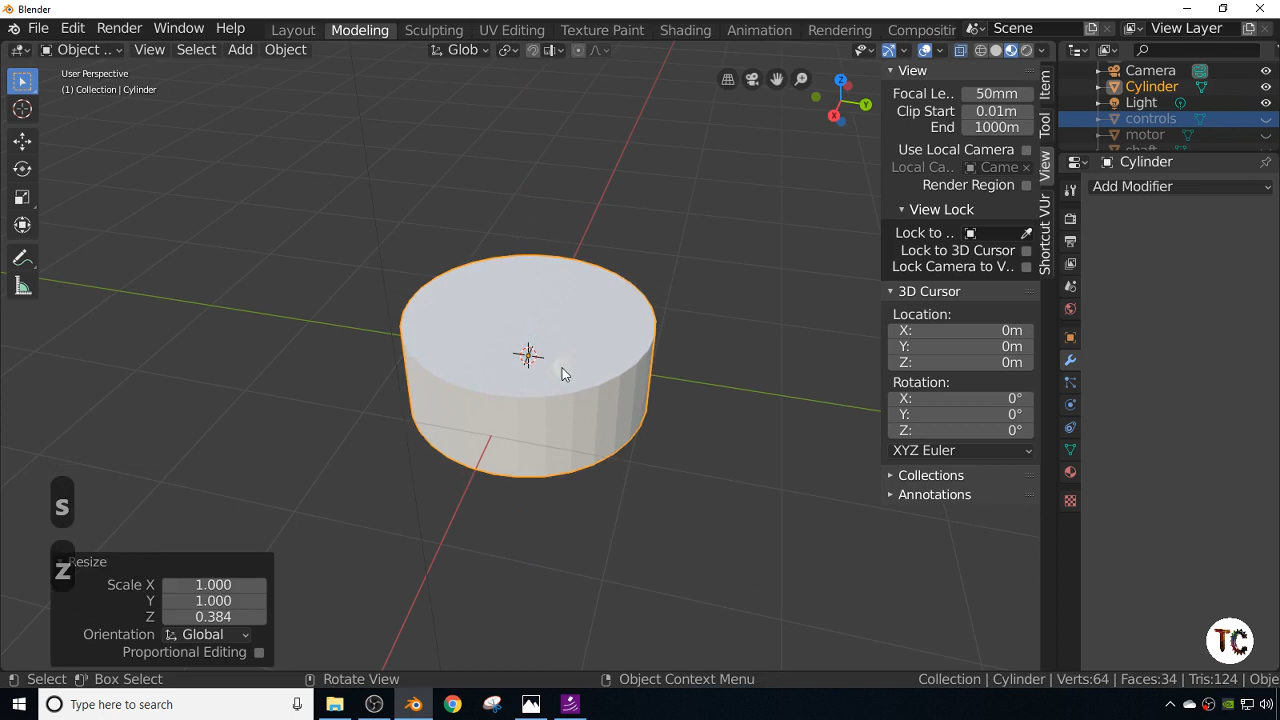 Blender
File Edit Render Window Help Layout Modeling Sculpting UV Editing Texture Paint Shading Animation Rendering Compositir Scene View Layer
Object .. View Select Add Object Glob
User Perspective
(1) Collection | Cylinder
View
Focal Le.. 50mm
Clip Start 0.01m
End 1000m
Use Local Camera
Local Ca.. Came
Render Region
View Lock
Lock to ..
Lock to 3D Cursor
Lock Camera to V..
3D Cursor
Location:
X: 0m
Y: 0m
Z: 0m
Rotation:
X: 0°
Y: 0°
Z: 0°
XYZ Euler
Collections
Annotations
Item
Tool
View
Shortcut VUr
Camera
Cylinder
Light
controls
motor
Cylinder
Add Modifier
X
Y
Z
S
Z
Resize
Scale X 1.000
Y 1.000
Z 0.384
Orientation Global
Proportional Editing
TC
Select Box Select Rotate View Object Context Menu Collection | Cylinder | Verts:64 | Faces:34 | Tris:124 | Obje
Type here to search